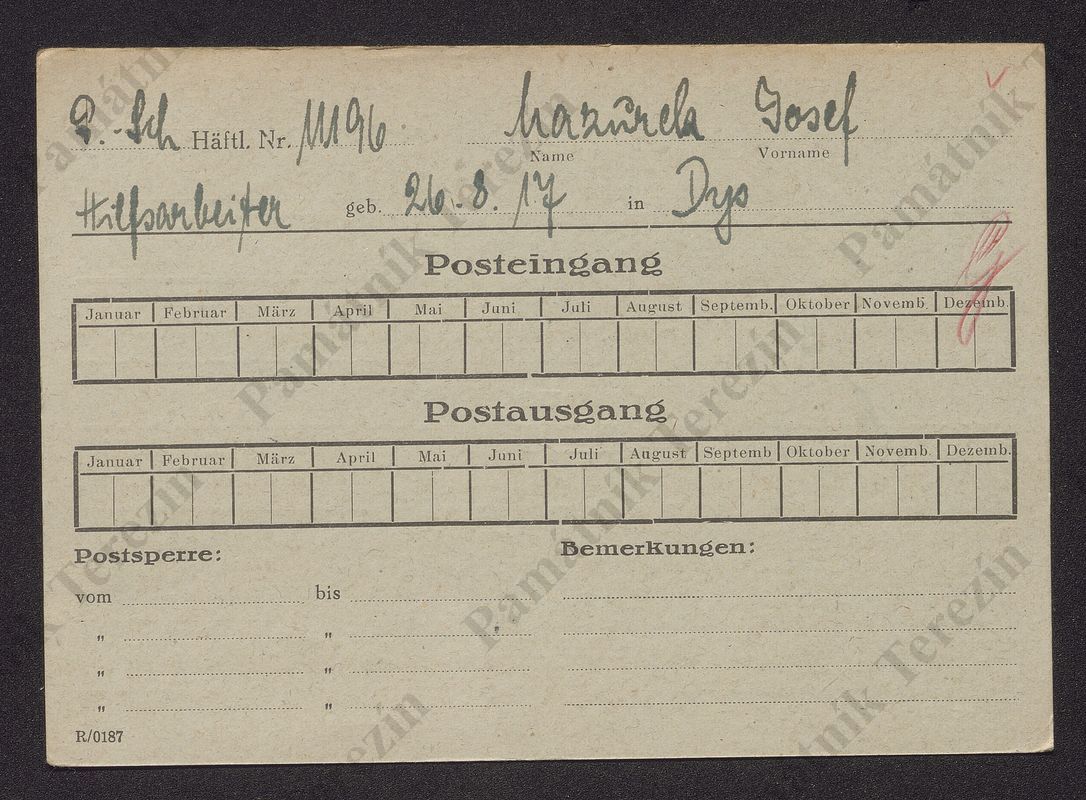 P. Sch Häftl. Nr. 11196 Mazurek Josef
Name Vorname
Hilfsarbeiter geb. 26.8.17 in Dys
Posteingang
Januar Februar März April Mai Juni Juli August Septemb. Oktober Novemb. Dezemb.
Postausgang
Januar Februar März April Mai Juni Juli August Septemb Oktober Novemb. Dezemb.
Postsperre: Bemerkungen:
vom bis
" "
" "
" "
R/0187
Památník Terezín